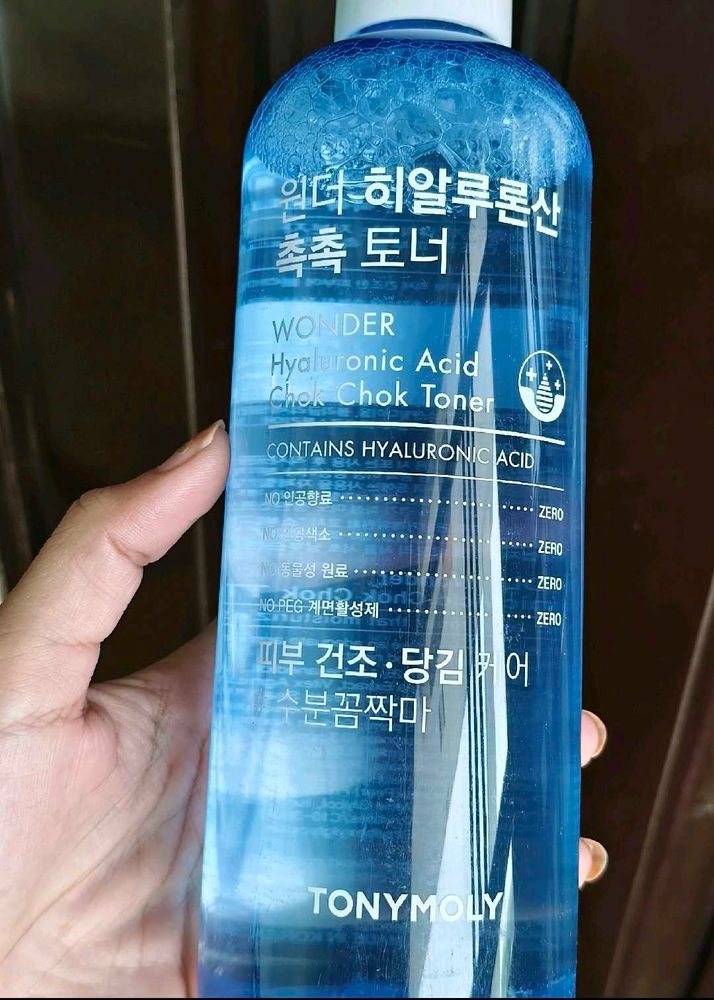 원더 히알루론산
촉촉 토너
WONDER
Hyaluronic Acid
Chok Chok Toner
CONTAINS HYALURONIC ACID
NO 인공향료 ZERO
NO 인공색소 ZERO
NO 동물성 원료 ZERO
NO PEG 계면활성제 ZERO
피부 건조·당김 케어
#수분꼼짝마
TONYMOLY